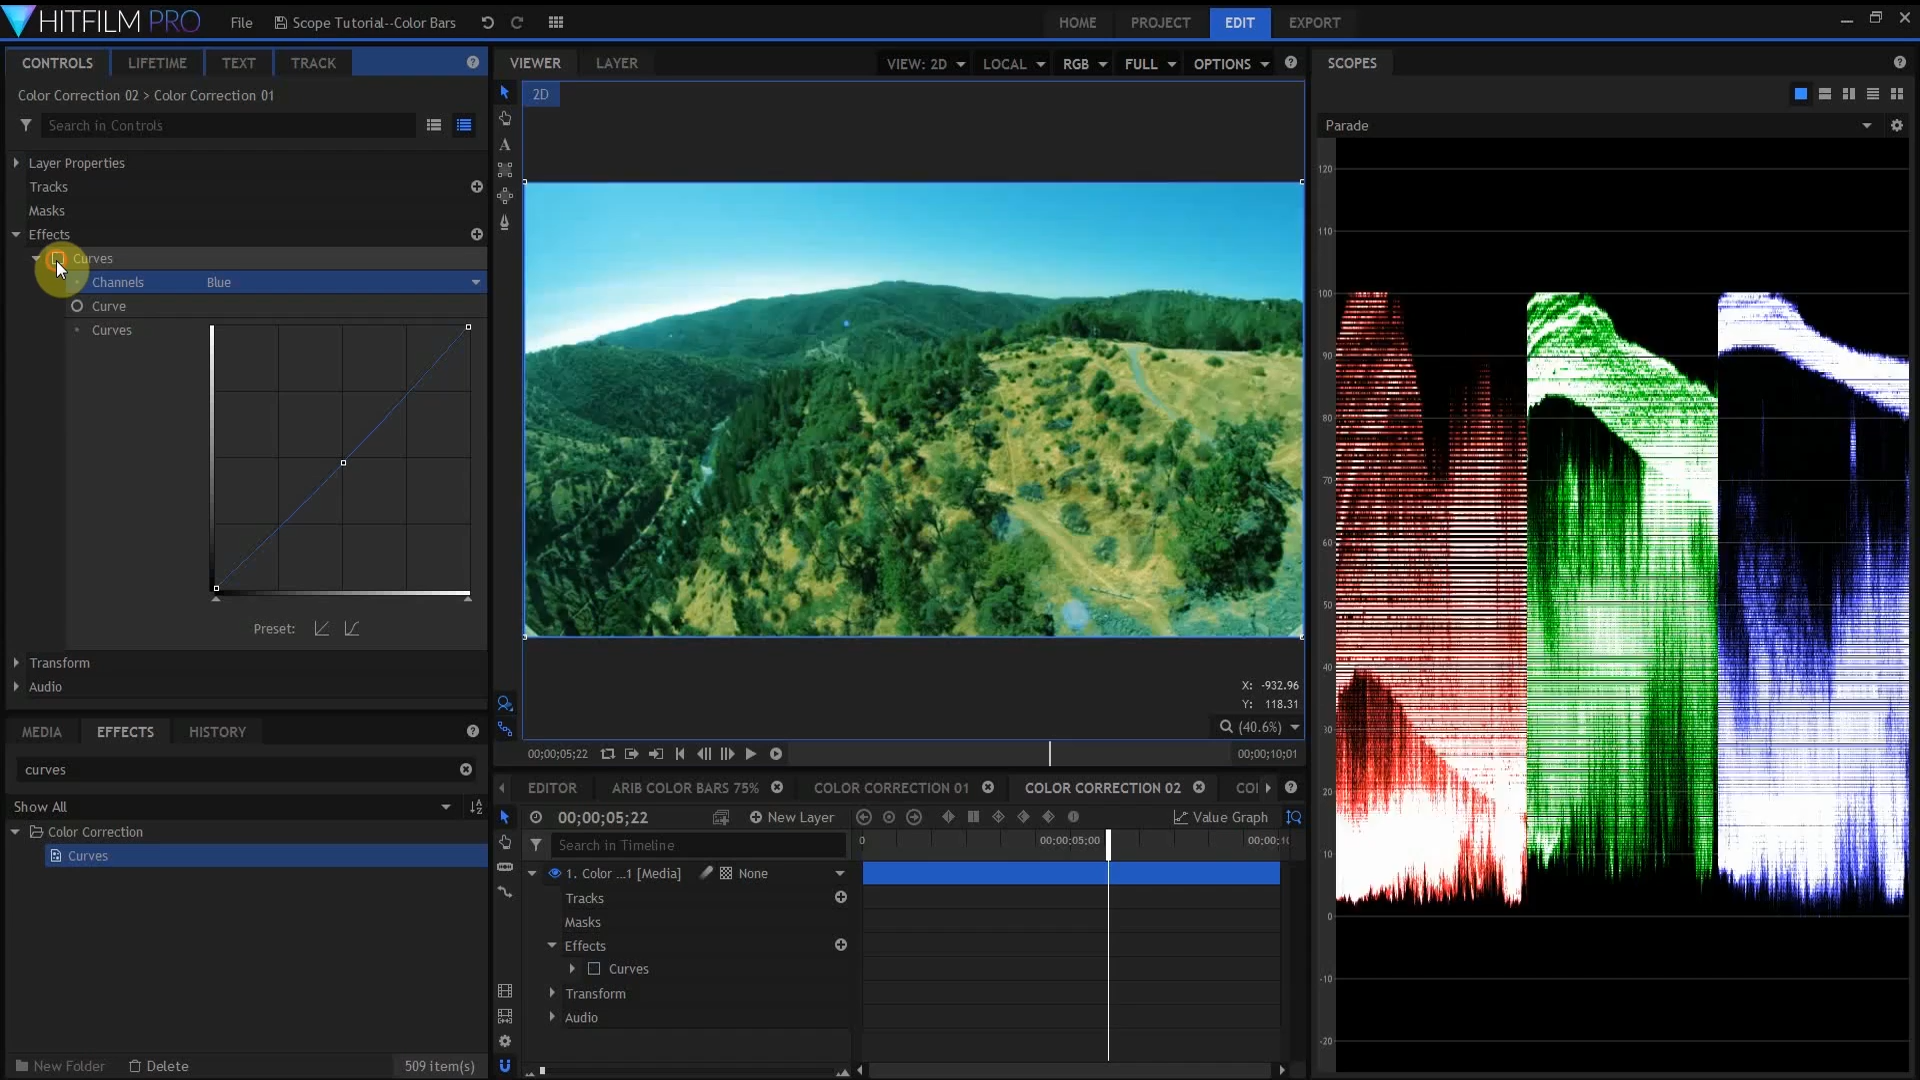 HITFILM PRO
File
Scope Tutorial--Color Bars
HOME
PROJECT
EDIT
EXPORT
CONTROLS
LIFETIME
TEXT
TRACK
Color Correction 02 > Color Correction 01
Search in Controls
Layer Properties
Tracks
Masks
Effects
Curves
Channels
Blue
Curve
Curves
Preset:
Transform
Audio
MEDIA
EFFECTS
HISTORY
curves
Show All
Color Correction
Curves
New Folder
Delete
509 item(s)
VIEWER
LAYER
VIEW: 2D
LOCAL
RGB
FULL
OPTIONS
2D
X: -932.96
Y: 118.31
(40.6%)
00;00;05;22
00;00;10;01
EDITOR
ARIB COLOR BARS 75%
COLOR CORRECTION 01
COLOR CORRECTION 02
COI
00;00;05;22
New Layer
Value Graph
Search in Timeline
0
00;00;05;00
1. Color ...1 [Media]
None
Tracks
Masks
Effects
Curves
Transform
Audio
SCOPES
Parade
120
110
100
90
80
70
60
50
40
30
20
10
0
-10
-20